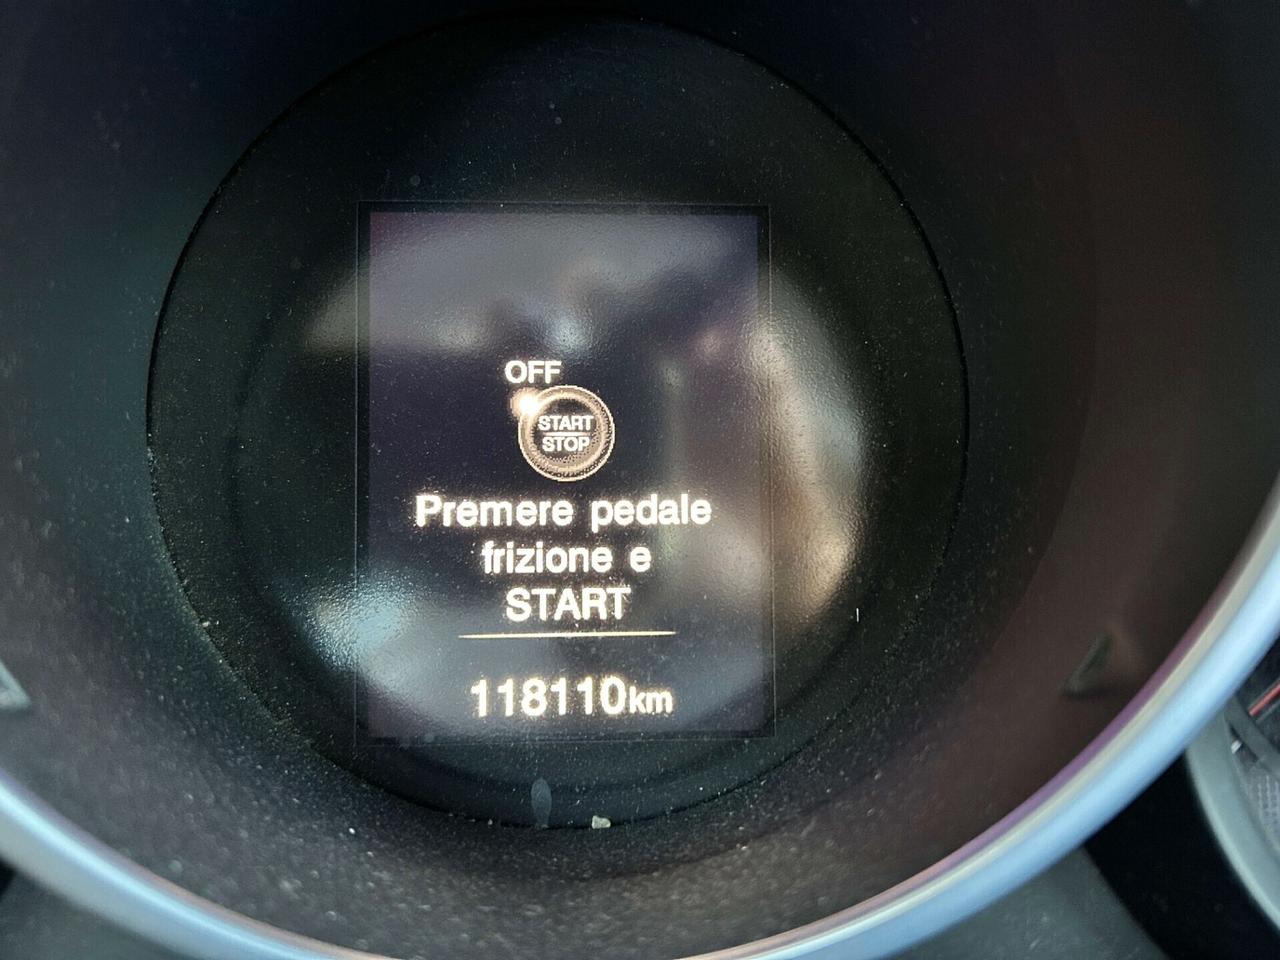 OFF
START
STOP
Premere pedale
frizione e
START
118110km